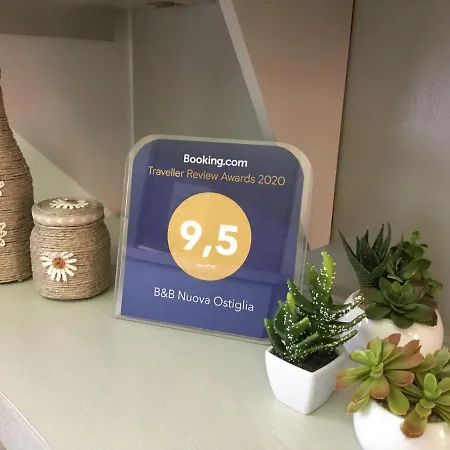 Booking.com
Traveller Review Awards 2020
9,5
B&B Nuova Ostiglia